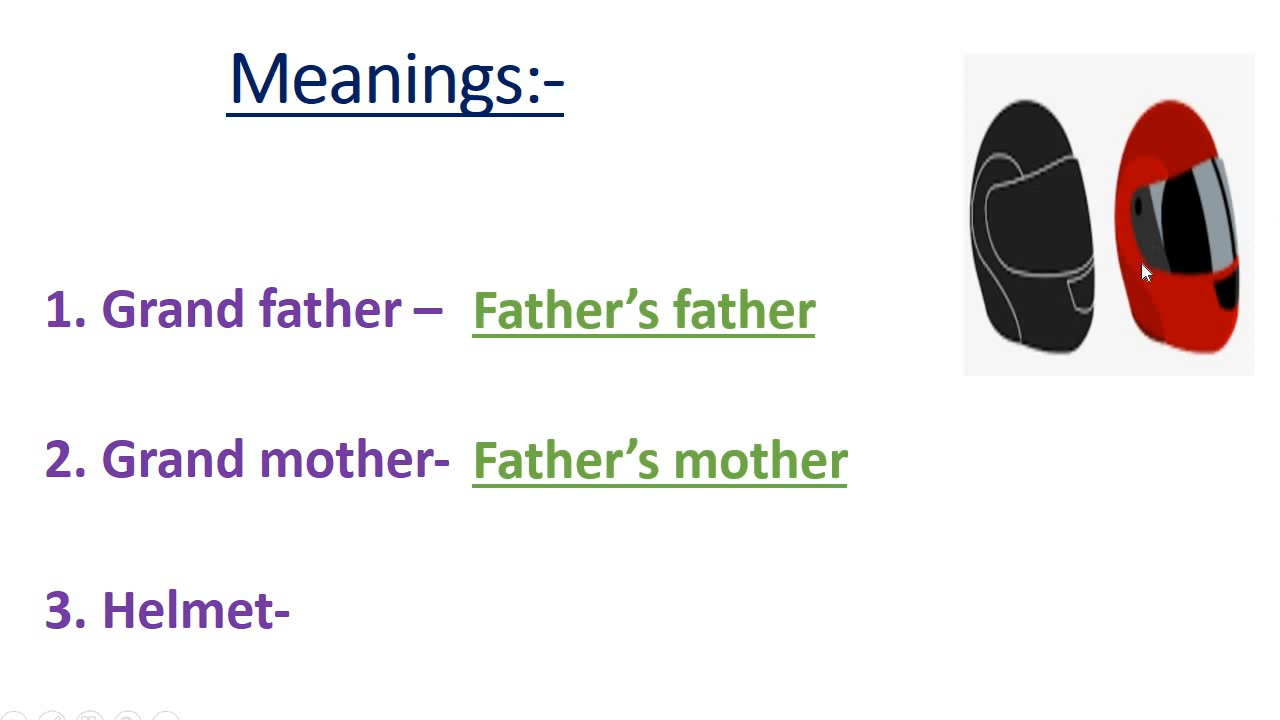 Meanings:-
1. Grand father – Father’s father
2. Grand mother- Father’s mother
3. Helmet-